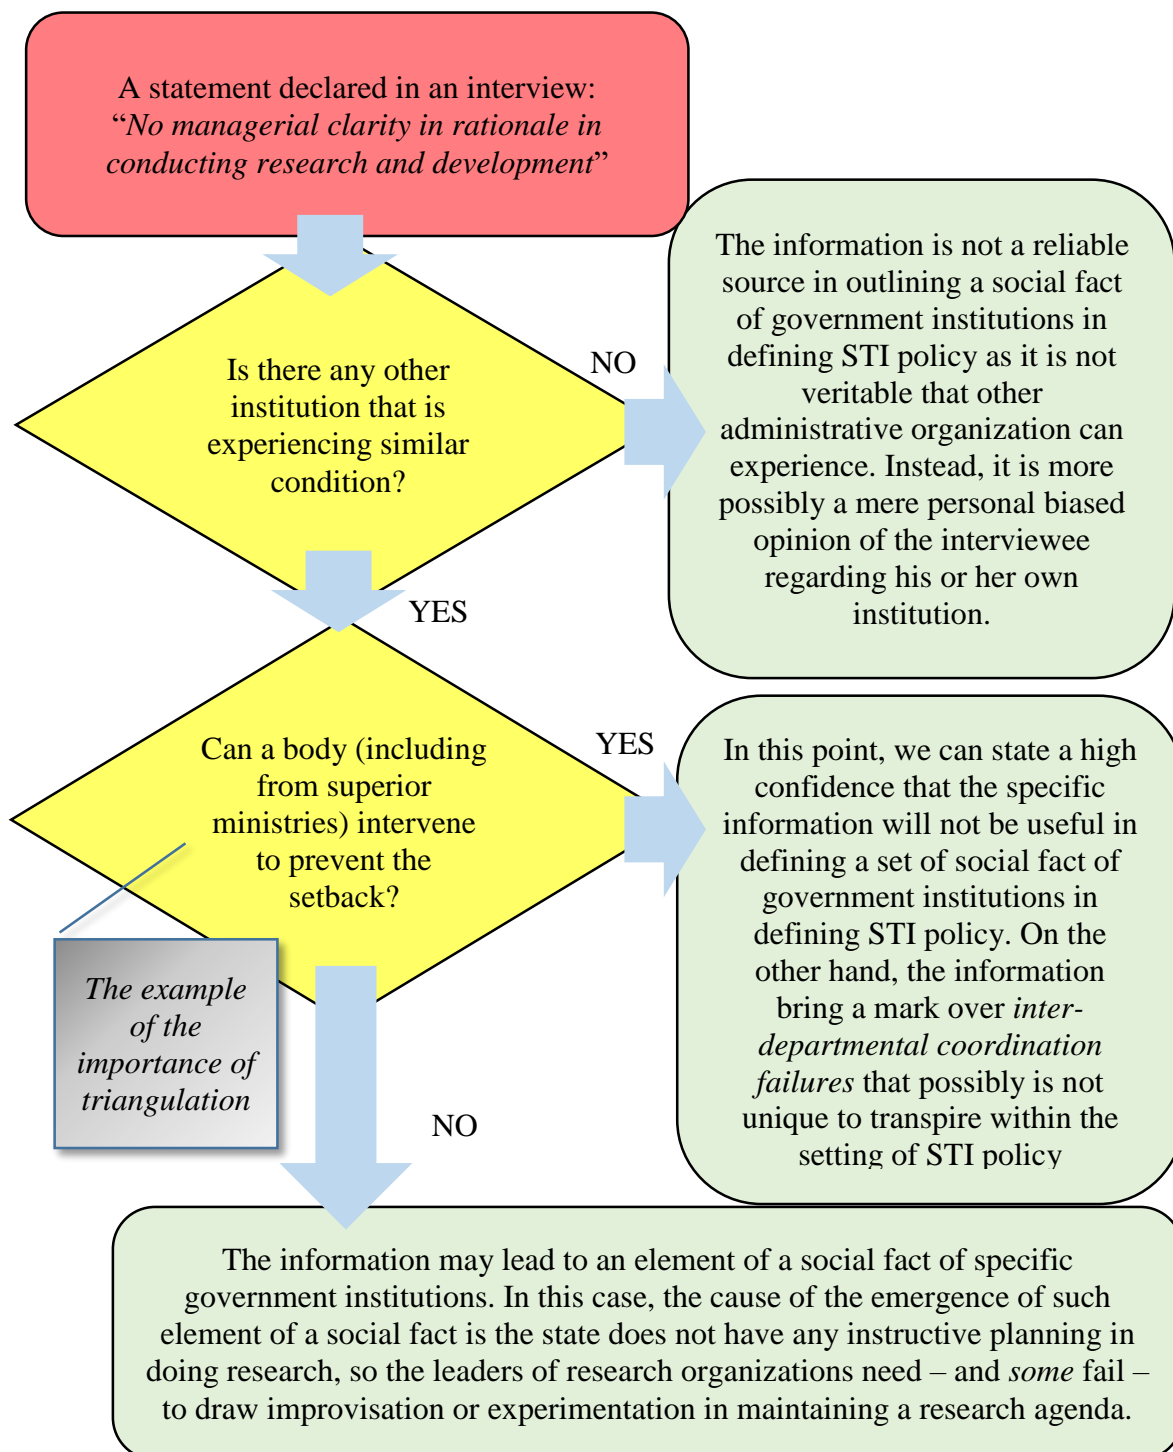 A statement declared in an interview:
“No managerial clarity in rationale in
conducting research and development”
Is there any other
institution that is
experiencing similar
condition?
NO
The information is not a reliable
source in outlining a social fact
of government institutions in
defining STI policy as it is not
veritable that other
administrative organization can
experience. Instead, it is more
possibly a mere personal biased
opinion of the interviewee
regarding his or her own
institution.
YES
Can a body (including
from superior
ministries) intervene
to prevent the
setback?
YES
In this point, we can state a high
confidence that the specific
information will not be useful in
defining a set of social fact of
government institutions in
defining STI policy. On the
other hand, the information
bring a mark over inter-
departmental coordination
failures that possibly is not
unique to transpire within the
setting of STI policy
The example
of the
importance of
triangulation
NO
The information may lead to an element of a social fact of specific
government institutions. In this case, the cause of the emergence of such
element of a social fact is the state does not have any instructive planning in
doing research, so the leaders of research organizations need – and some fail –
to draw improvisation or experimentation in maintaining a research agenda.